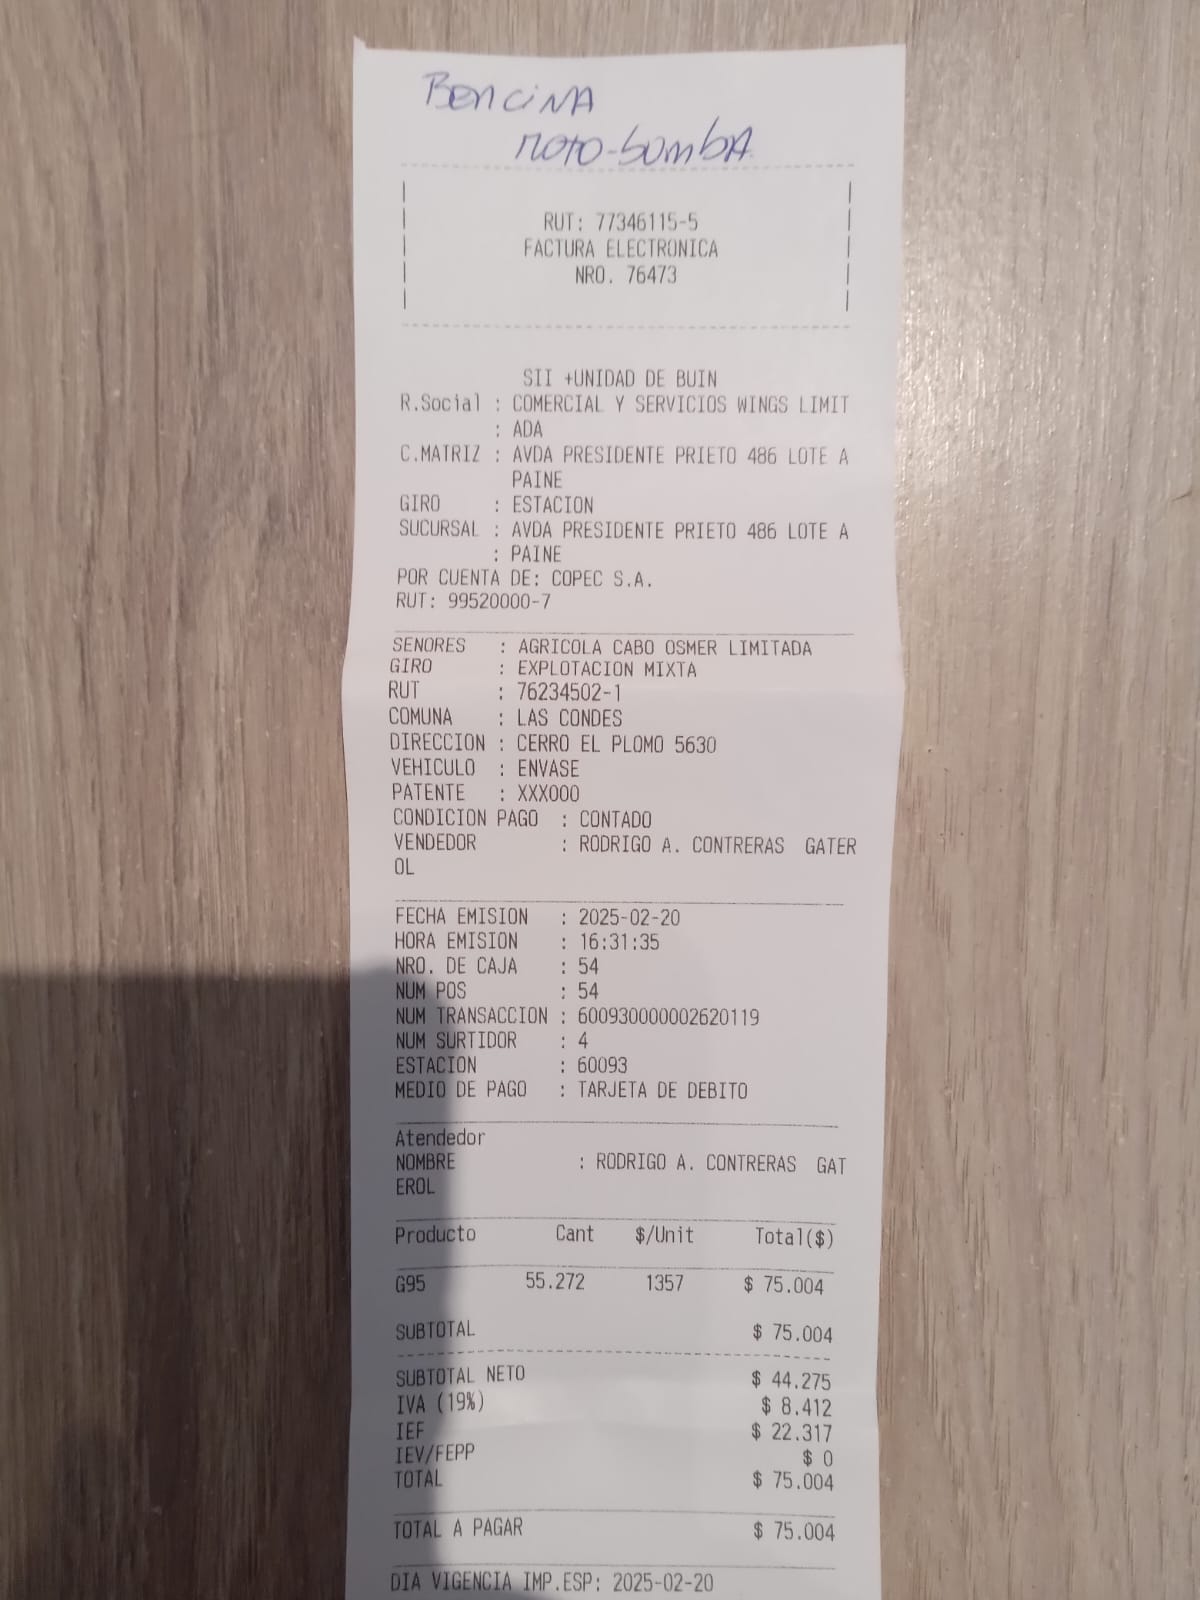 Bencina
moto-bomba
RUT: 77346115-5
FACTURA ELECTRONICA
NRO. 76473
SII +UNIDAD DE BUIN
R.Social : COMERCIAL Y SERVICIOS WINGS LIMIT
: ADA
C.MATRIZ : AVDA PRESIDENTE PRIETO 486 LOTE A
PAINE
GIRO : ESTACION
SUCURSAL : AVDA PRESIDENTE PRIETO 486 LOTE A
: PAINE
POR CUENTA DE: COPEC S.A.
RUT: 99520000-7
SENORES : AGRICOLA CABO OSMER LIMITADA
GIRO : EXPLOTACION MIXTA
RUT : 76234502-1
COMUNA : LAS CONDES
DIRECCION : CERRO EL PLOMO 5630
VEHICULO : ENVASE
PATENTE : XXX000
CONDICION PAGO : CONTADO
VENDEDOR : RODRIGO A. CONTRERAS GATER
OL
FECHA EMISION : 2025-02-20
HORA EMISION : 16:31:35
NRO. DE CAJA : 54
NUM POS : 54
NUM TRANSACCION : 600930000002620119
NUM SURTIDOR : 4
ESTACION : 60093
MEDIO DE PAGO : TARJETA DE DEBITO
Atendedor
NOMBRE : RODRIGO A. CONTRERAS GAT
EROL
Producto Cant $/Unit Total($)
G95 55.272 1357 $ 75.004
SUBTOTAL $ 75.004
SUBTOTAL NETO $ 44.275
IVA (19%) $ 8.412
IEF $ 22.317
IEV/FEPP $ 0
TOTAL $ 75.004
TOTAL A PAGAR $ 75.004
DIA VIGENCIA IMP.ESP: 2025-02-20